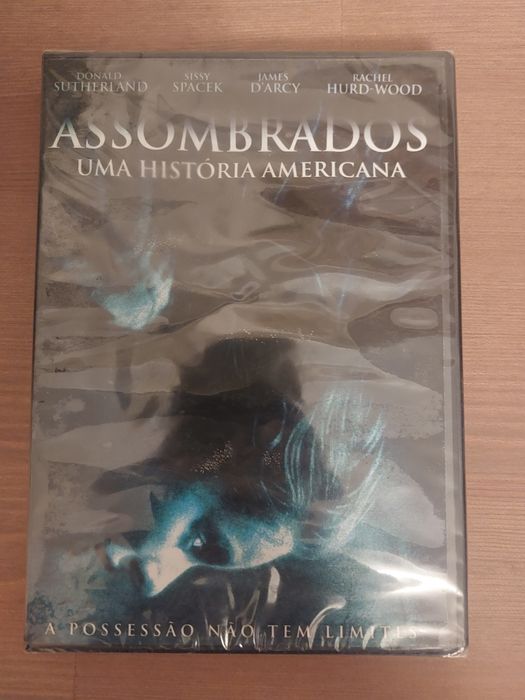 DONALD SUTHERLAND SISSY SPACEK JAMES D'ARCY RACHEL HURD-WOOD
ASSOMBRADOS
UMA HISTÓRIA AMERICANA
A POSSESSÃO NÃO TEM LIMITES